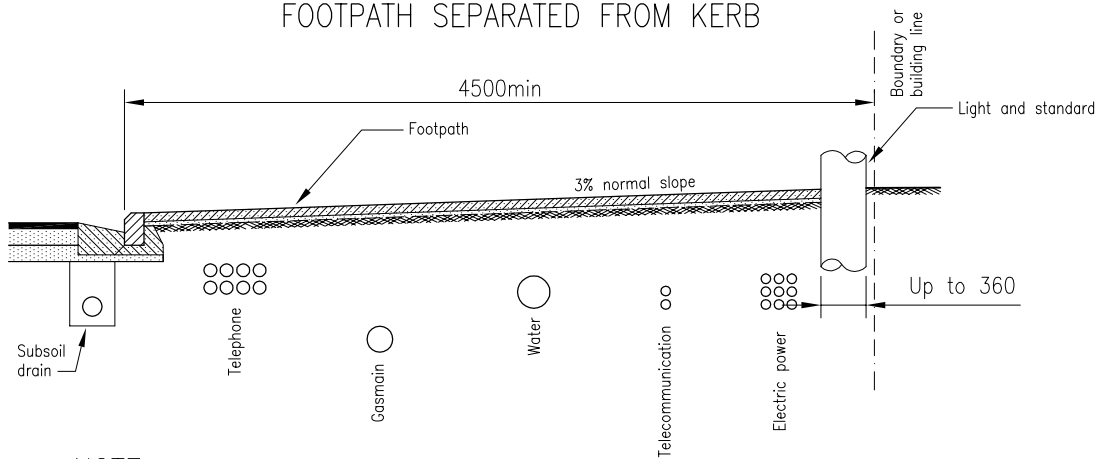 FOOTPATH SEPARATED FROM KERB
Boundary or
building line
4500min
Light and standard
Footpath
3% normal slope
Up to 360
Subsoil
drain
Telephone
Gasmain
Water
Telecommunication
Electric power